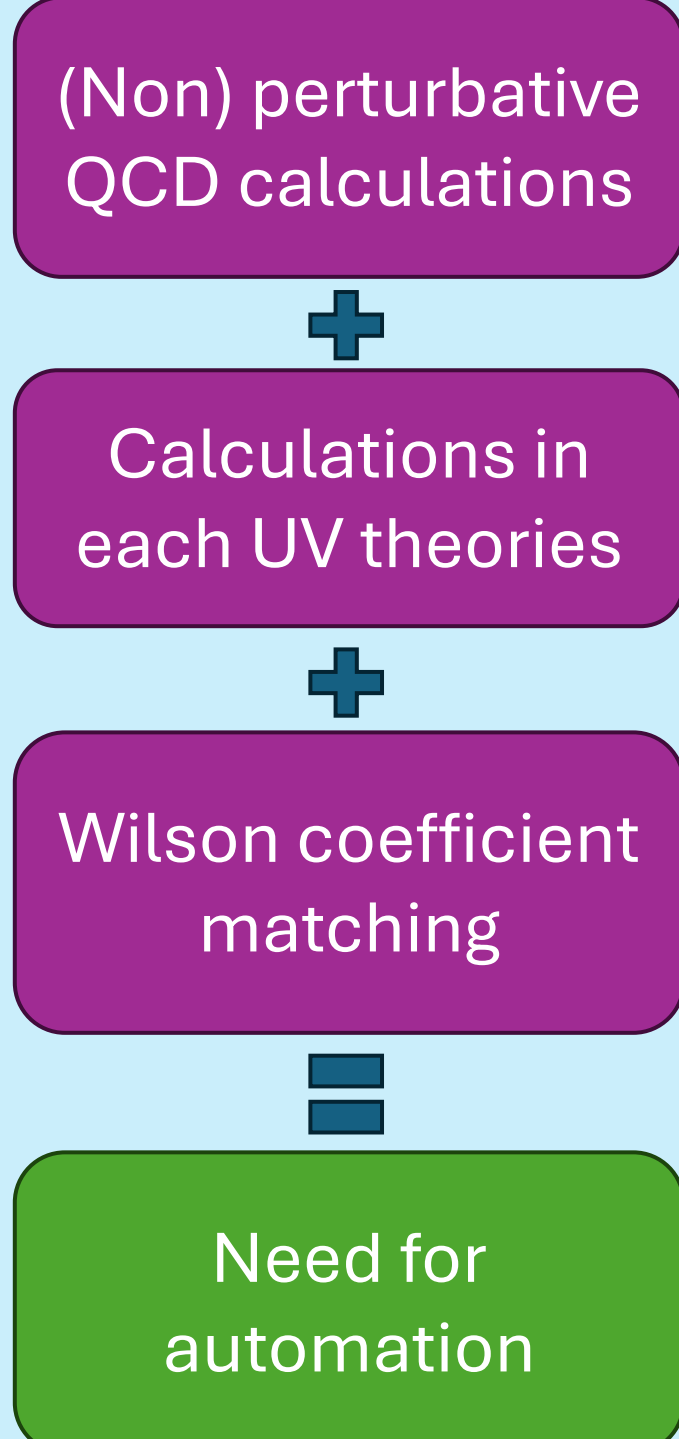 (Non) perturbative
QCD calculations
Calculations in
each UV theories
Wilson coefficient
matching
Need for
automation